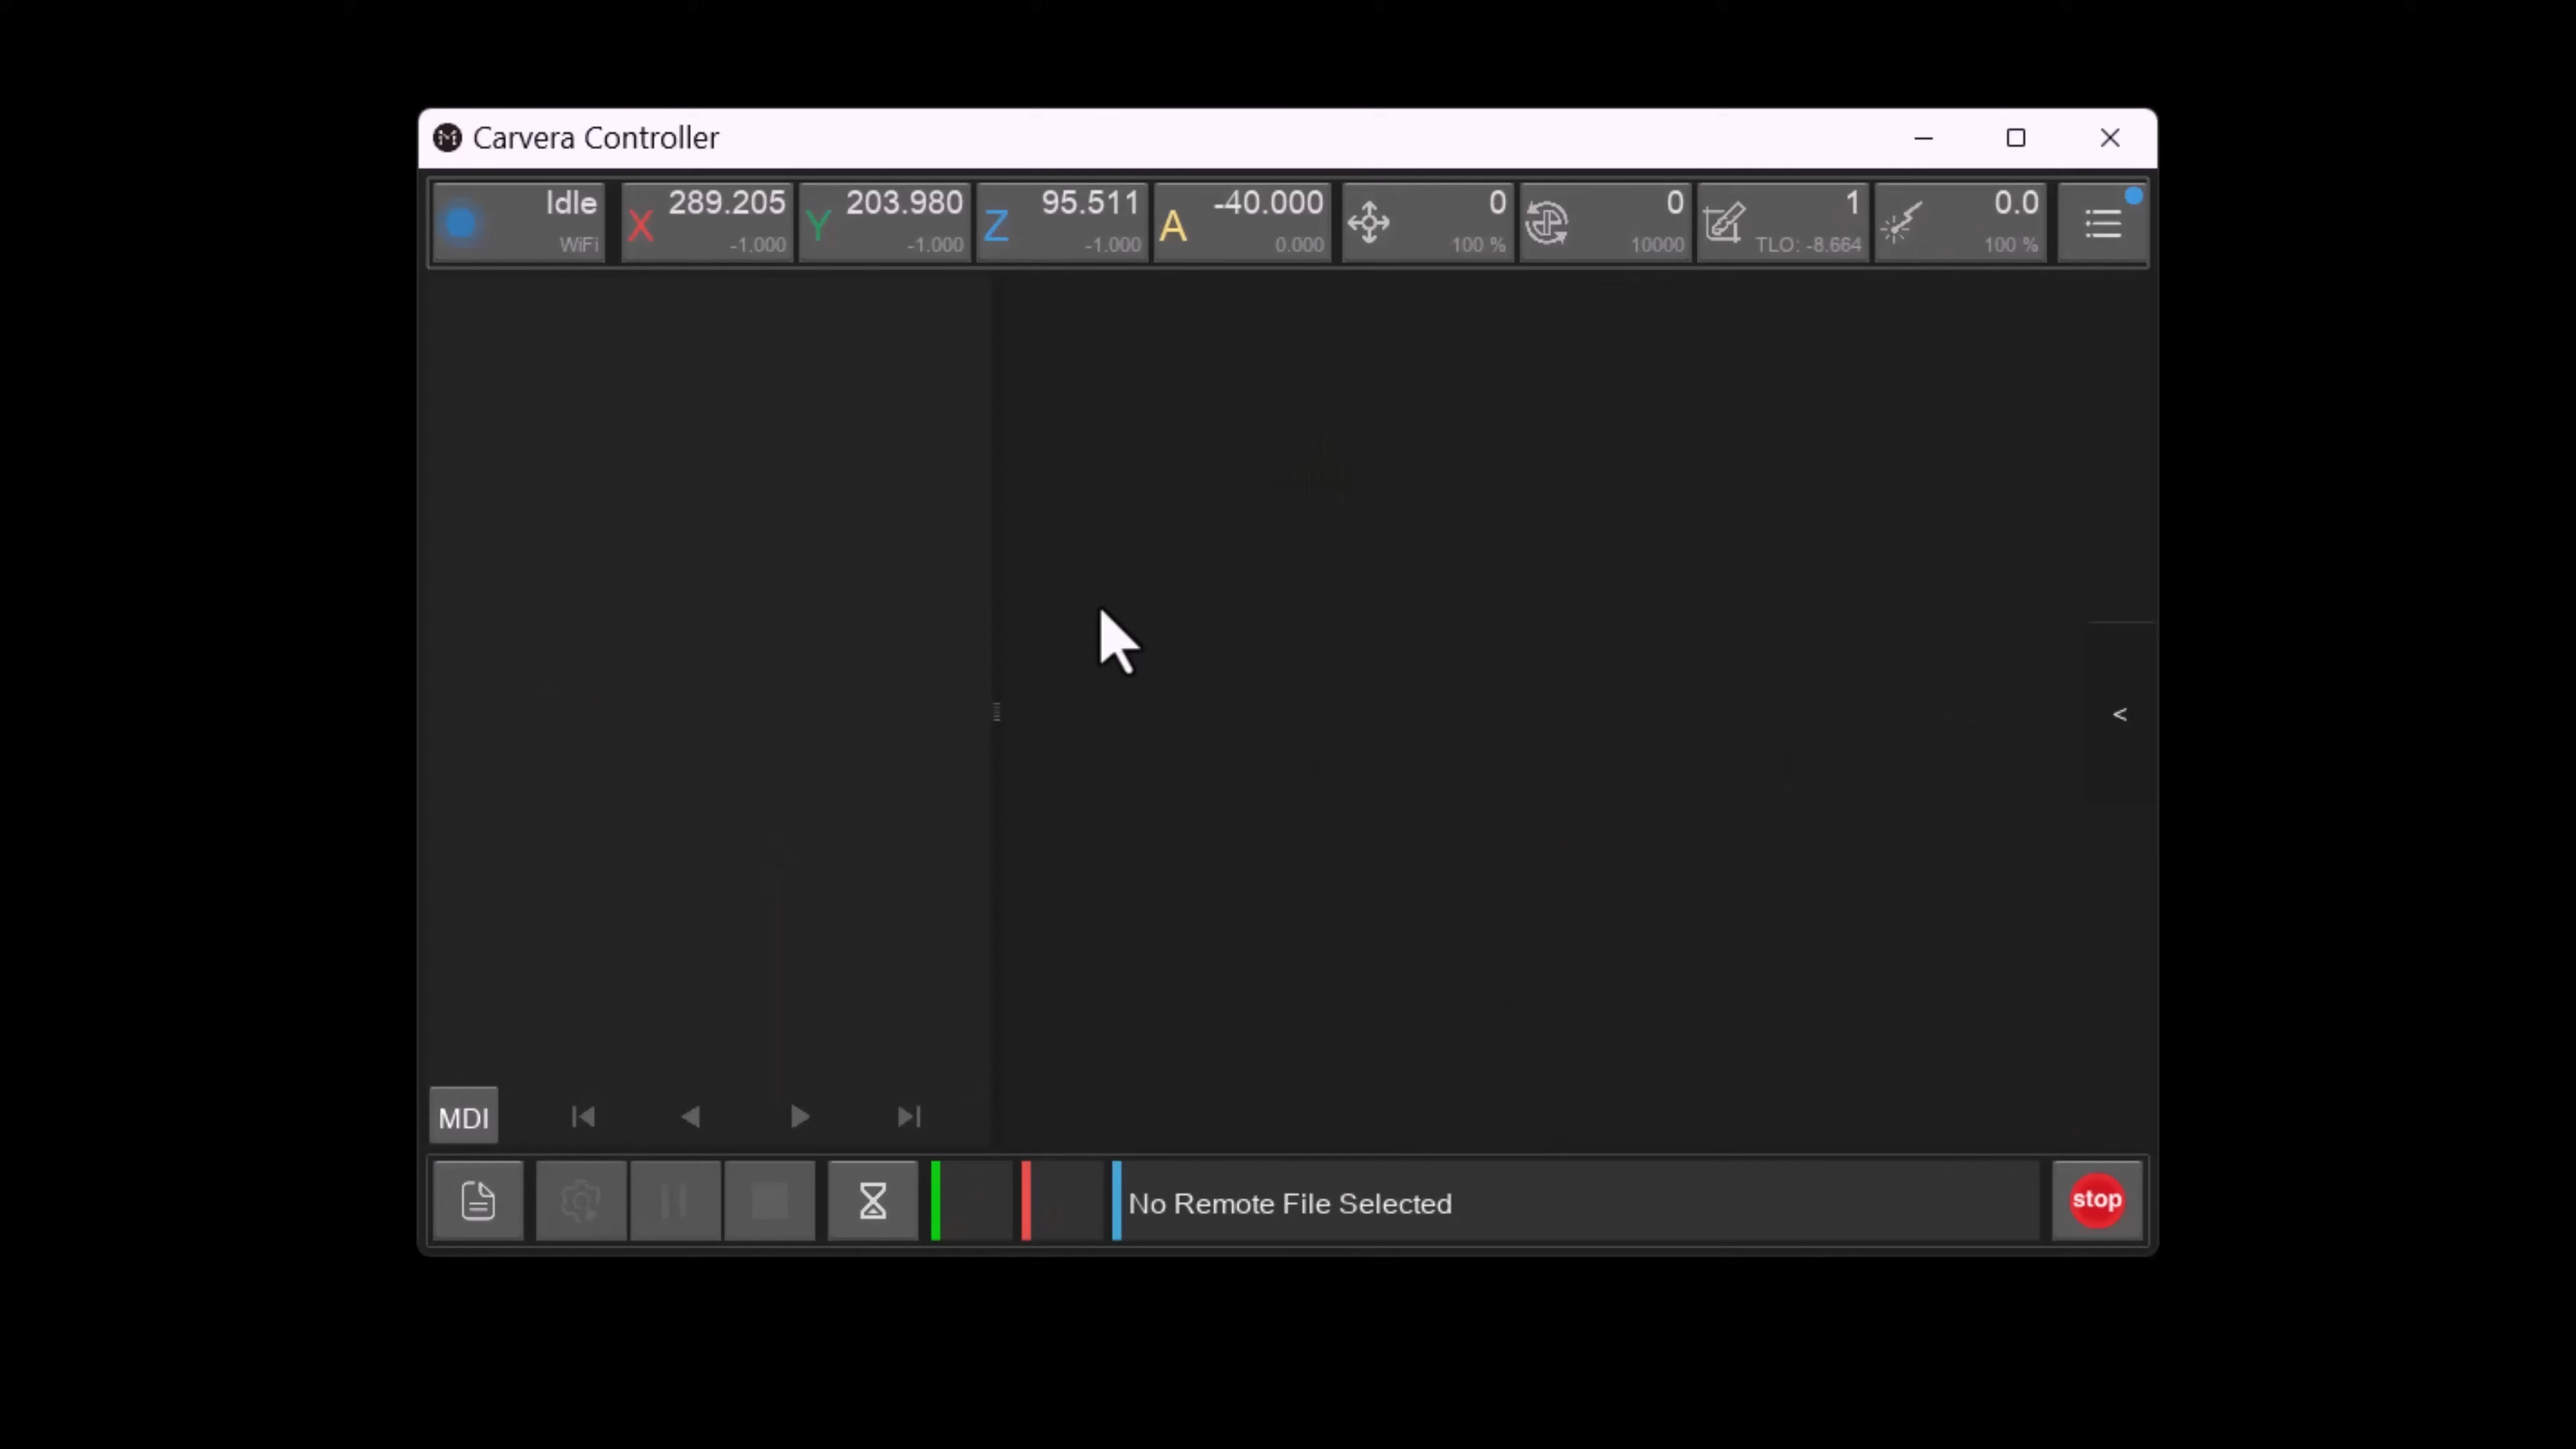 Carvera Controller
Idle
WiFi
X 289.205
-1.000
Y 203.980
-1.000
Z 95.511
-1.000
A -40.000
0.000
0
100 %
0
10000
1
TLO: -8.664
0.0
100 %
<
MDI
No Remote File Selected
stop